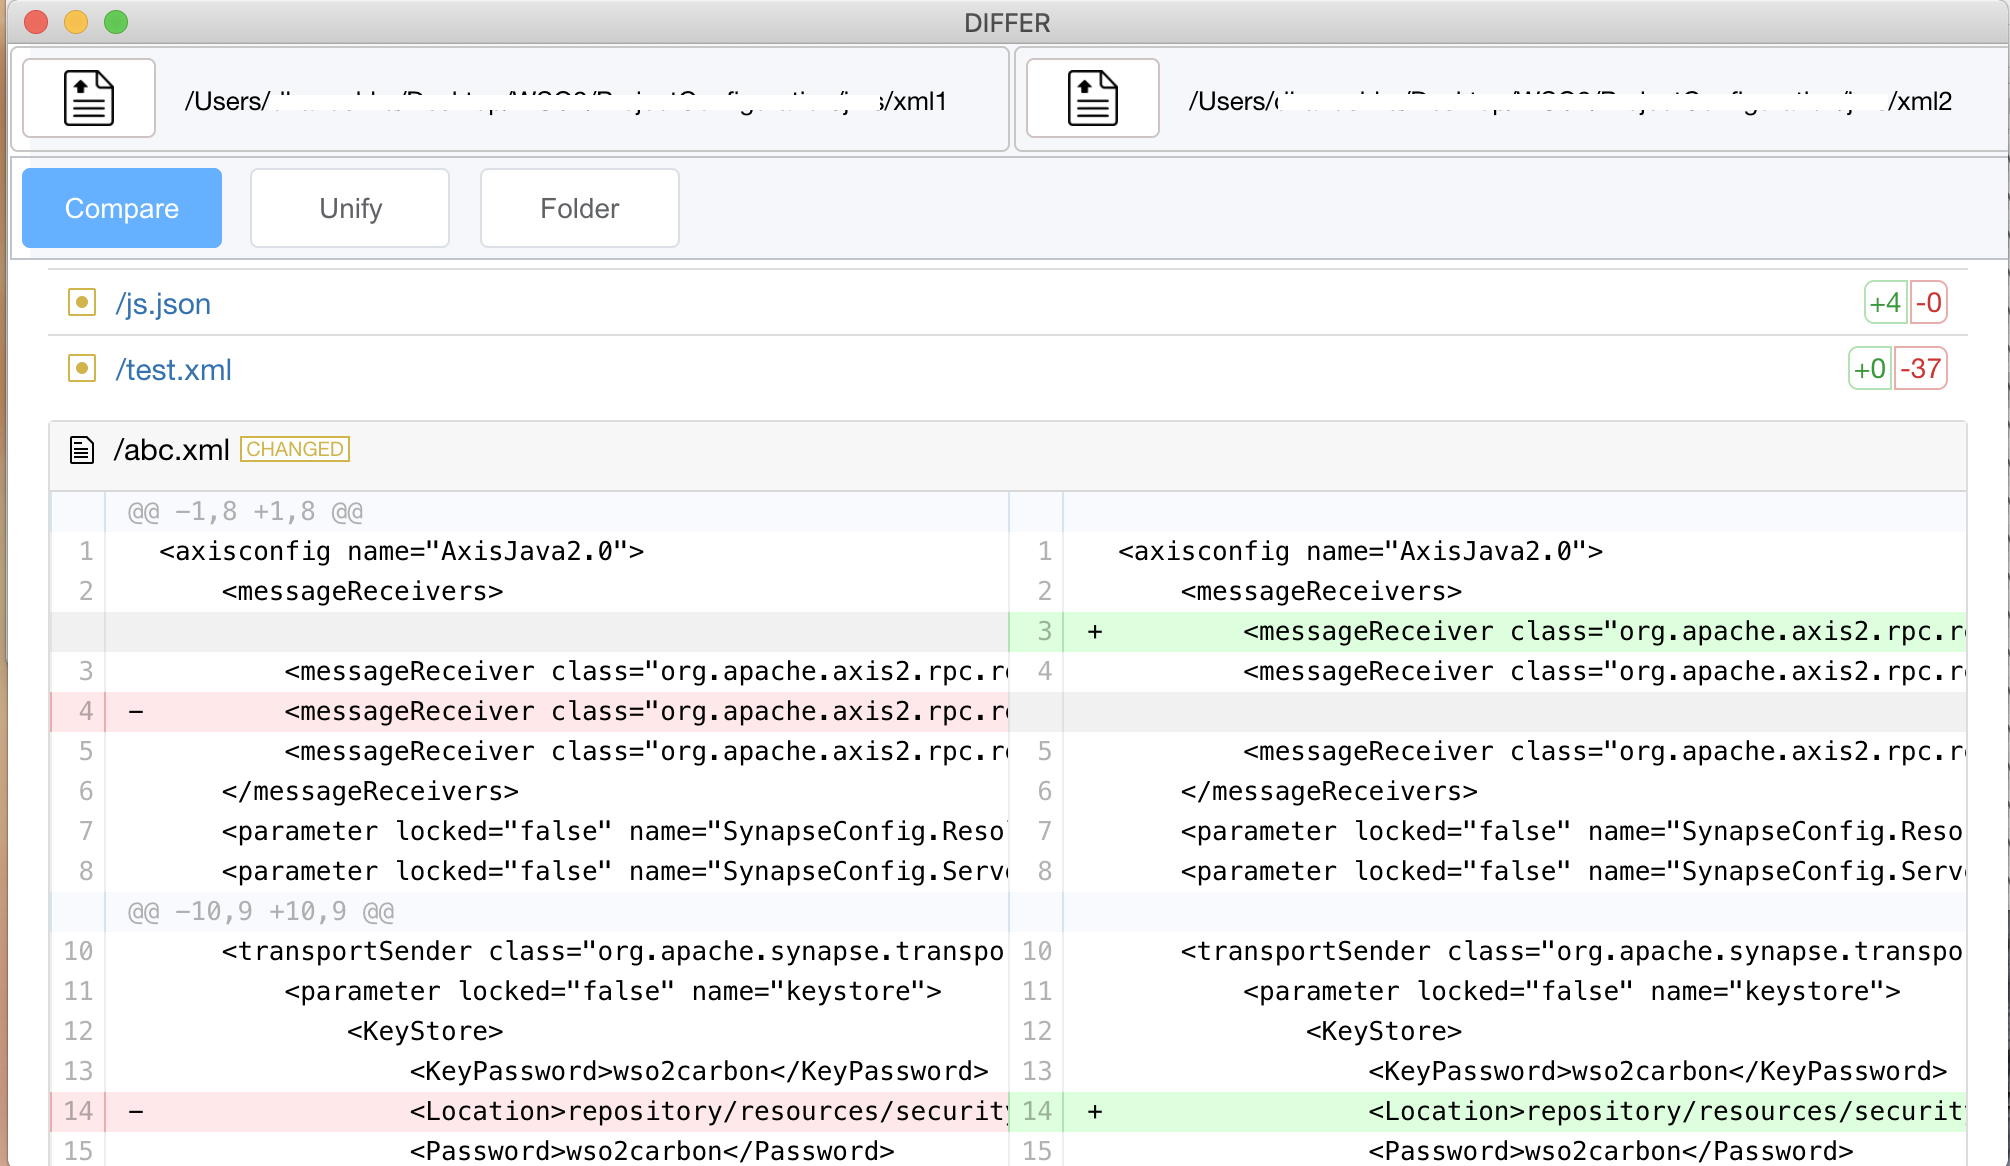 DIFFER
/Users/ /xml1
/Users/ /xml2
Compare
Unify
Folder
/js.json
+4 -0
/test.xml
+0 -37
/abc.xml CHANGED
@@ -1,8 +1,8 @@
1 <axisconfig name="AxisJava2.0"> 1 <axisconfig name="AxisJava2.0">
2 <messageReceivers> 2 <messageReceivers>
3 + <messageReceiver class="org.apache.axis2.rpc.r
3 <messageReceiver class="org.apache.axis2.rpc.r 4 <messageReceiver class="org.apache.axis2.rpc.r
4 - <messageReceiver class="org.apache.axis2.rpc.r
5 <messageReceiver class="org.apache.axis2.rpc.r 5 <messageReceiver class="org.apache.axis2.rpc.r
6 </messageReceivers> 6 </messageReceivers>
7 <parameter locked="false" name="SynapseConfig.Reso 7 <parameter locked="false" name="SynapseConfig.Reso
8 <parameter locked="false" name="SynapseConfig.Serv 8 <parameter locked="false" name="SynapseConfig.Serv
@@ -10,9 +10,9 @@
10 <transportSender class="org.apache.synapse.transpo 10 <transportSender class="org.apache.synapse.transpo
11 <parameter locked="false" name="keystore"> 11 <parameter locked="false" name="keystore">
12 <KeyStore> 12 <KeyStore>
13 <KeyPassword>wso2carbon</KeyPassword> 13 <KeyPassword>wso2carbon</KeyPassword>
14 - <Location>repository/resources/security 14 + <Location>repository/resources/securit
15 <Password>wso2carbon</Password> 15 <Password>wso2carbon</Password>